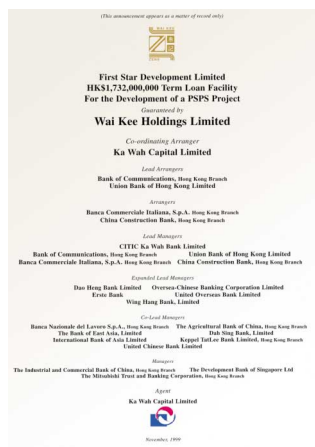 (This announcement appears as a matter of record only)
WAI KEE
First Star Development Limited
HK$1,732,000,000 Term Loan Facility
For the Development of a PSPS Project
Guaranteed by
Wai Kee Holdings Limited
Co-ordinating Arranger
Ka Wah Capital Limited
Lead Arrangers
Bank of Communications, Hong Kong Branch
Union Bank of Hong Kong Limited
Arrangers
Banca Commerciale Italiana, S.p.A. Hong Kong Branch
China Construction Bank, Hong Kong Branch
Lead Managers
CITIC Ka Wah Bank Limited
Bank of Communications, Hong Kong Branch Union Bank of Hong Kong Limited
Banca Commerciale Italiana, S.p.A. Hong Kong Branch China Construction Bank, Hong Kong Branch
Expanded Lead Managers
Dao Heng Bank Limited Oversea-Chinese Banking Corporation Limited
Erste Bank United Overseas Bank Limited
Wing Hang Bank, Limited
Co-Lead Managers
Banca Nazionale del Lavoro S.p.A., Hong Kong Branch The Agricultural Bank of China, Hong Kong Branch
The Bank of East Asia, Limited Dah Sing Bank, Limited
International Bank of Asia Limited Keppel TatLee Bank Limited, Hong Kong Branch
United Chinese Bank Limited
Managers
The Industrial and Commercial Bank of China, Hong Kong Branch The Development Bank of Singapore Ltd
The Mitsubishi Trust and Banking Corporation, Hong Kong Branch
Agent
Ka Wah Capital Limited
November, 1999